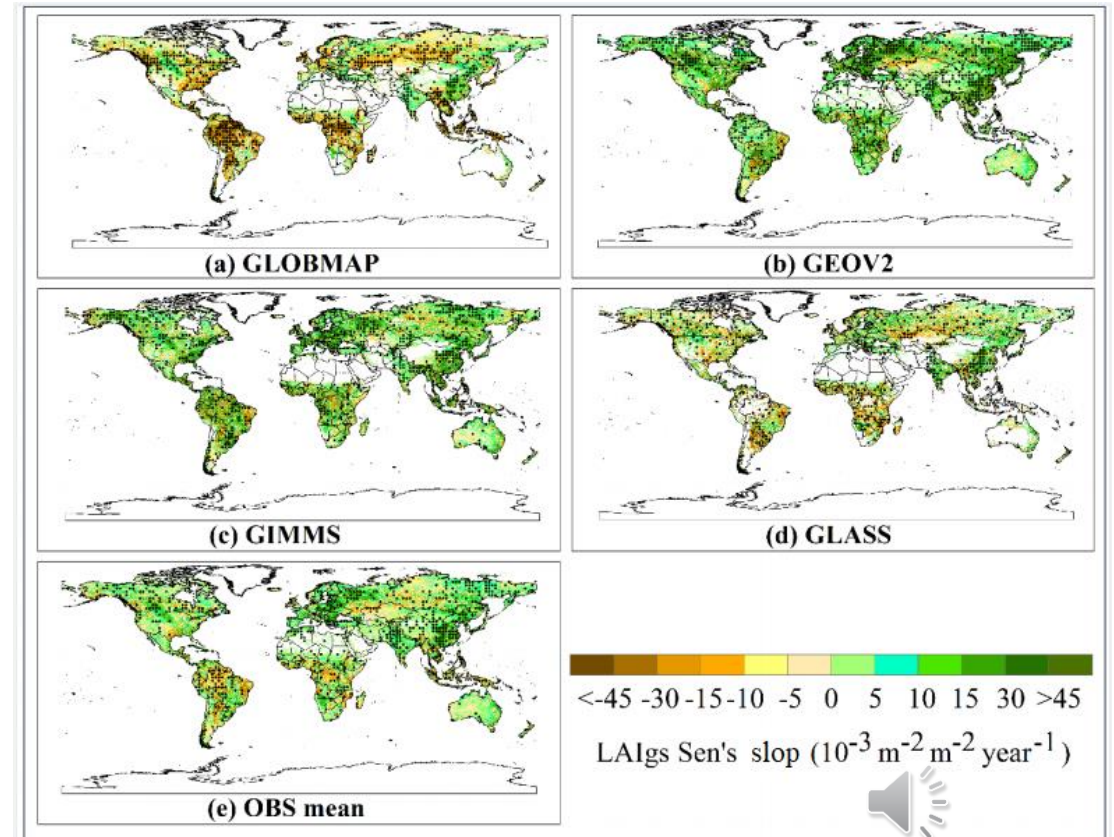 (a) GLOBMAP
(b) GEOV2
(c) GIMMS
(d) GLASS
(e) OBS mean
<-45 -30 -15 -10 -5 0 5 10 15 30 >45
LAIgs Sen's slop (10⁻³ m⁻² m⁻² year⁻¹)